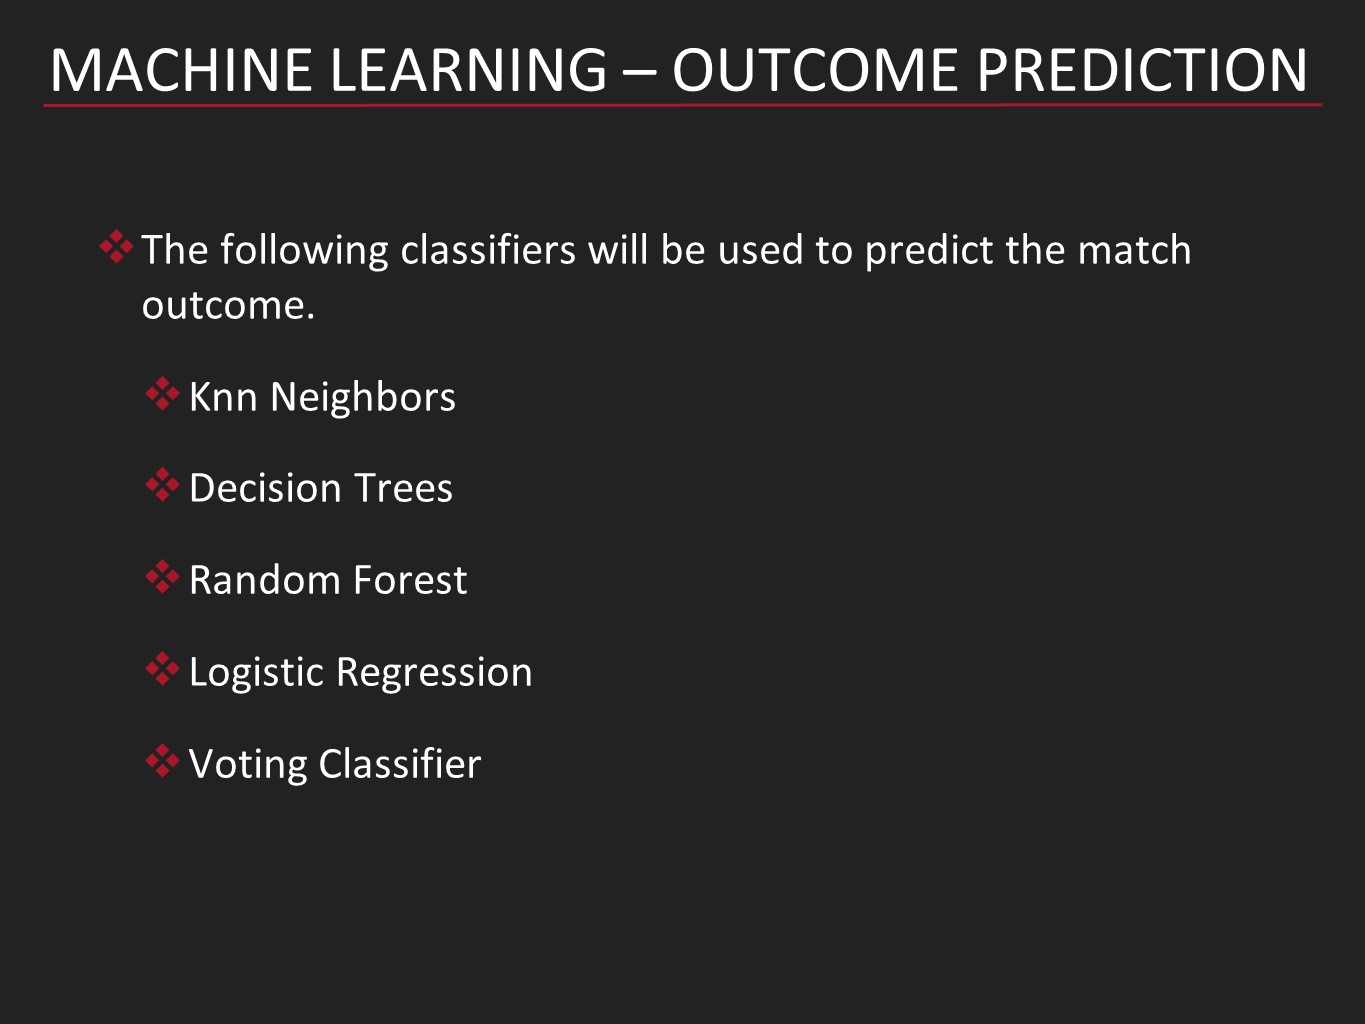 MACHINE LEARNING – OUTCOME PREDICTION
The following classifiers will be used to predict the match
outcome.
Knn Neighbors
Decision Trees
Random Forest
Logistic Regression
Voting Classifier